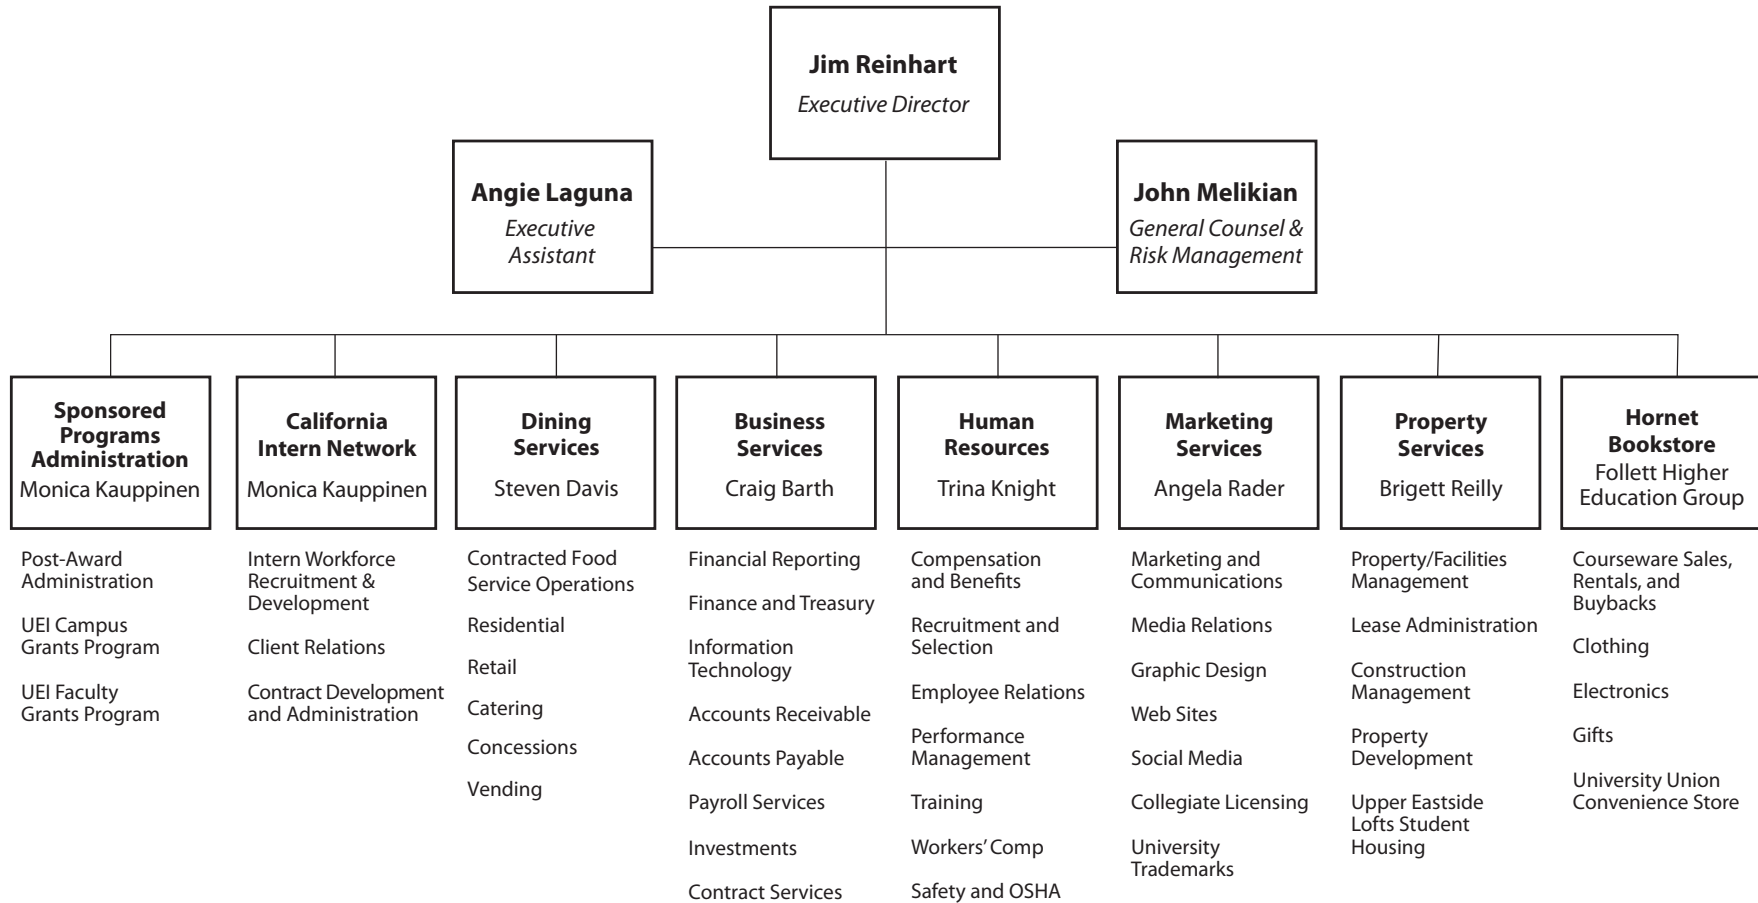 Jim Reinhart
Executive Director
Angie Laguna
Executive
Assistant
John Melikian
General Counsel &
Risk Management
Sponsored
Programs
Administration
Monica Kauppinen
California
Intern Network
Monica Kauppinen
Dining
Services
Steven Davis
Business
Services
Craig Barth
Human
Resources
Trina Knight
Marketing
Services
Angela Rader
Property
Services
Brigett Reilly
Hornet
Bookstore
Follett Higher
Education Group
Post-Award
Administration
UEI Campus
Grants Program
UEI Faculty
Grants Program
Intern Workforce
Recruitment &
Development
Client Relations
Contract Development
and Administration
Contracted Food
Service Operations
Residential
Retail
Catering
Concessions
Vending
Financial Reporting
Finance and Treasury
Information
Technology
Accounts Receivable
Accounts Payable
Payroll Services
Investments
Contract Services
Compensation
and Benefits
Recruitment and
Selection
Employee Relations
Performance
Management
Training
Workers’ Comp
Safety and OSHA
Marketing and
Communications
Media Relations
Graphic Design
Web Sites
Social Media
Collegiate Licensing
University
Trademarks
Property/Facilities
Management
Lease Administration
Construction
Management
Property
Development
Upper Eastside
Lofts Student
Housing
Courseware Sales,
Rentals, and
Buybacks
Clothing
Electronics
Gifts
University Union
Convenience Store